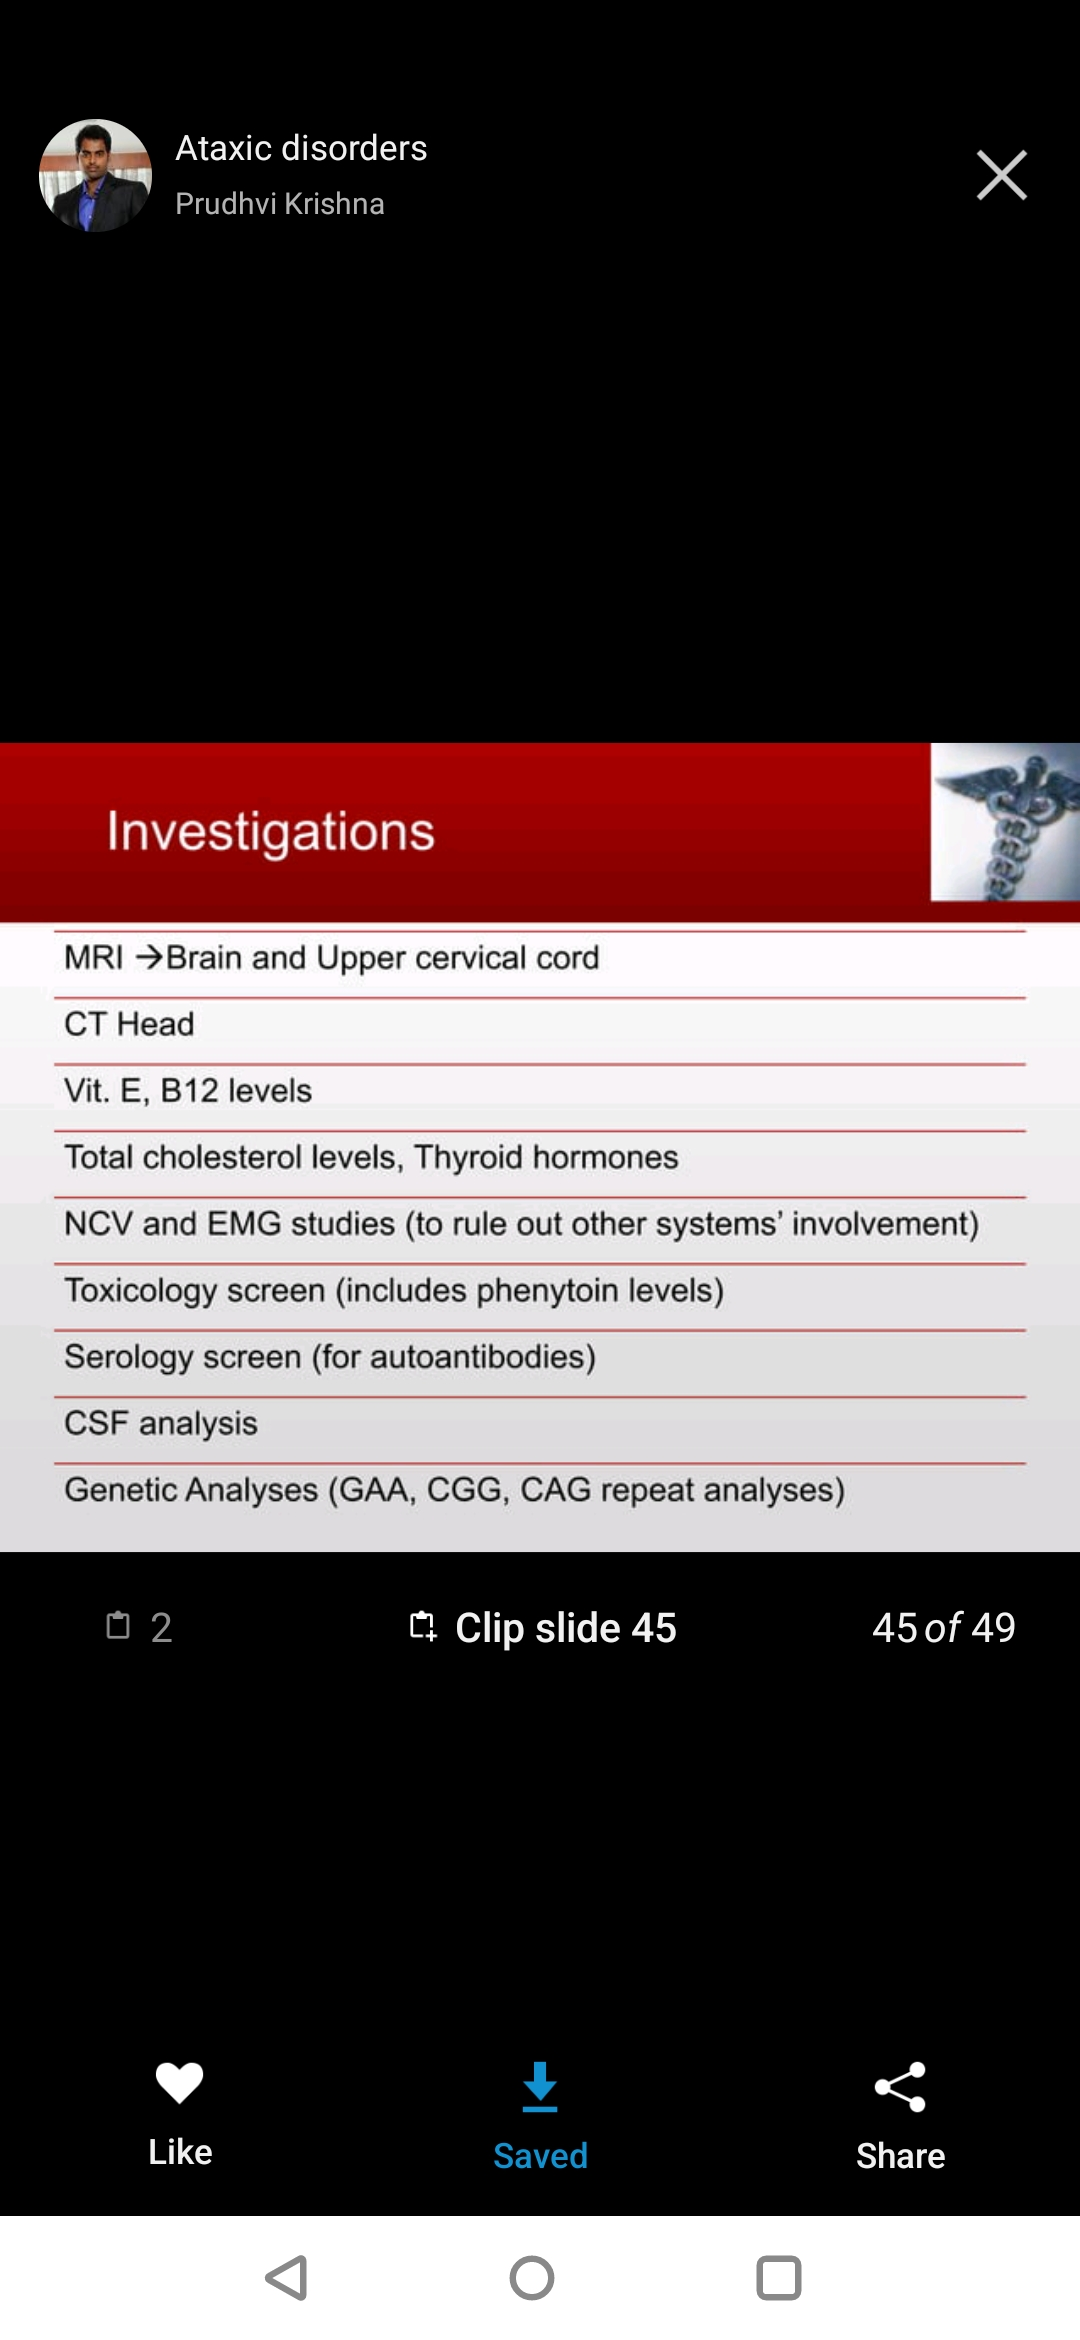 Ataxic disorders
Prudhvi Krishna
Investigations
MRI →Brain and Upper cervical cord
CT Head
Vit. E, B12 levels
Total cholesterol levels, Thyroid hormones
NCV and EMG studies (to rule out other systems' involvement)
Toxicology screen (includes phenytoin levels)
Serology screen (for autoantibodies)
CSF analysis
Genetic Analyses (GAA, CGG, CAG repeat analyses)
2
Clip slide 45
45 of 49
Like
Saved
Share